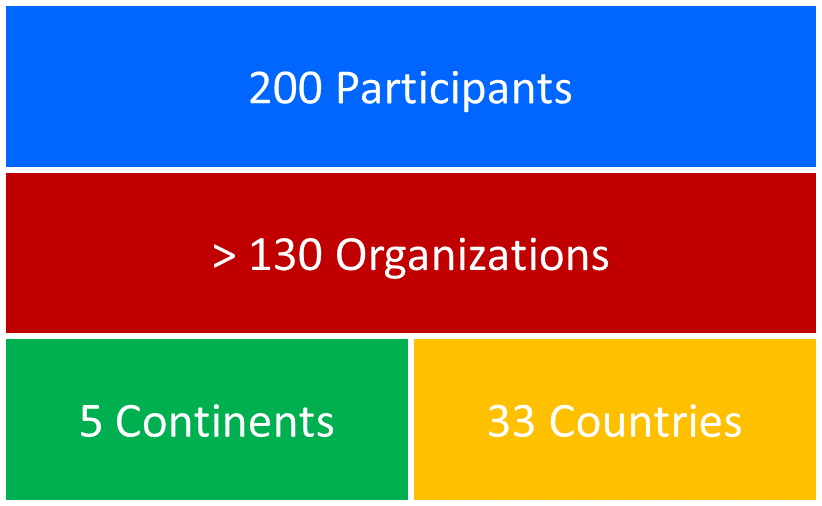 200 Participants
> 130 Organizations
5 Continents
33 Countries